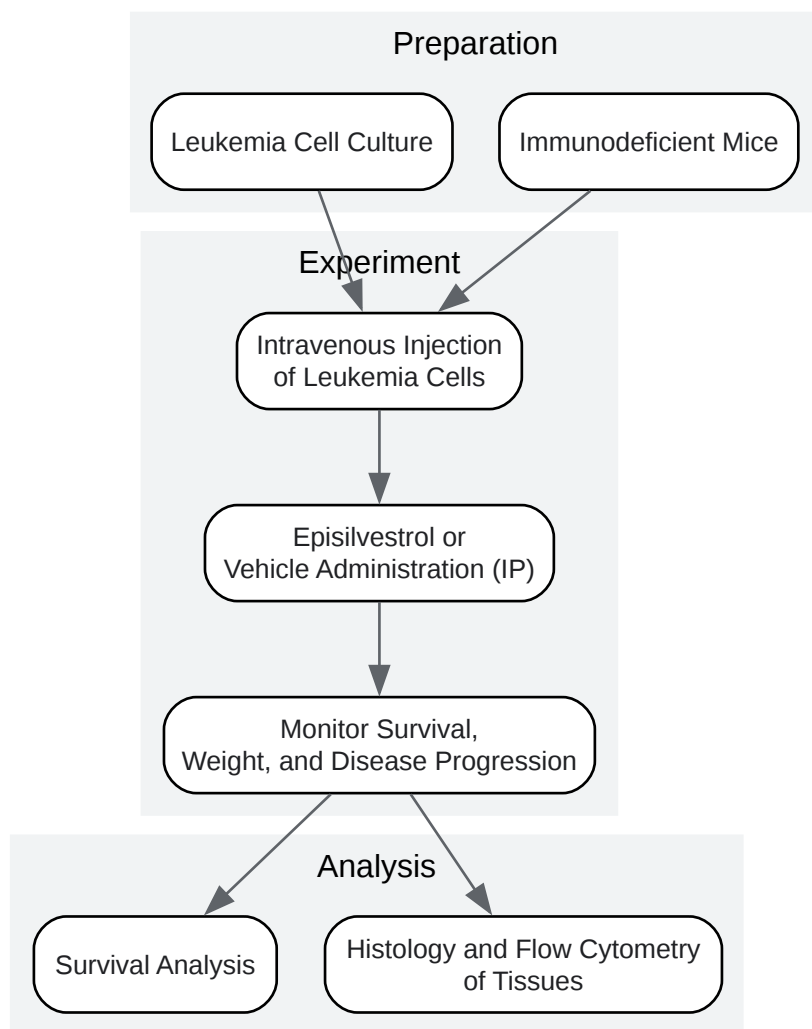 Preparation
Leukemia Cell Culture
Immunodeficient Mice
Experiment
Intravenous Injection
of Leukemia Cells
Episilvestrol or
Vehicle Administration (IP)
Monitor Survival,
Weight, and Disease Progression
Analysis
Survival Analysis
Histology and Flow Cytometry
of Tissues